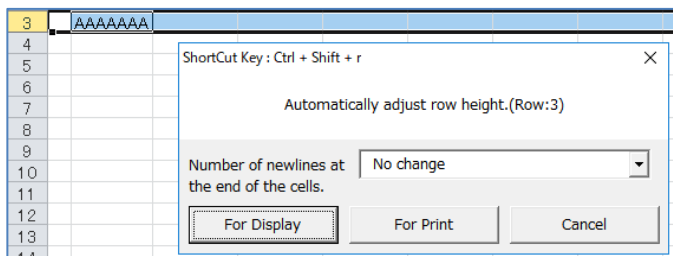 3 AAAAAAA
4
ShortCut Key : Ctrl + Shift + r
5
6
7
Automatically adjust row height.(Row:3)
8
9
10
Number of newlines at No change
the end of the cells.
11
12
For Display For Print Cancel
13